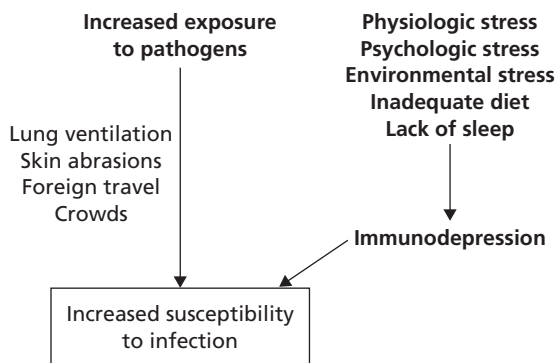 Increased exposure
to pathogens
Lung ventilation
Skin abrasions
Foreign travel
Crowds
Physiologic stress
Psychologic stress
Environmental stress
Inadequate diet
Lack of sleep
Immunodepression
Increased susceptibility
to infection